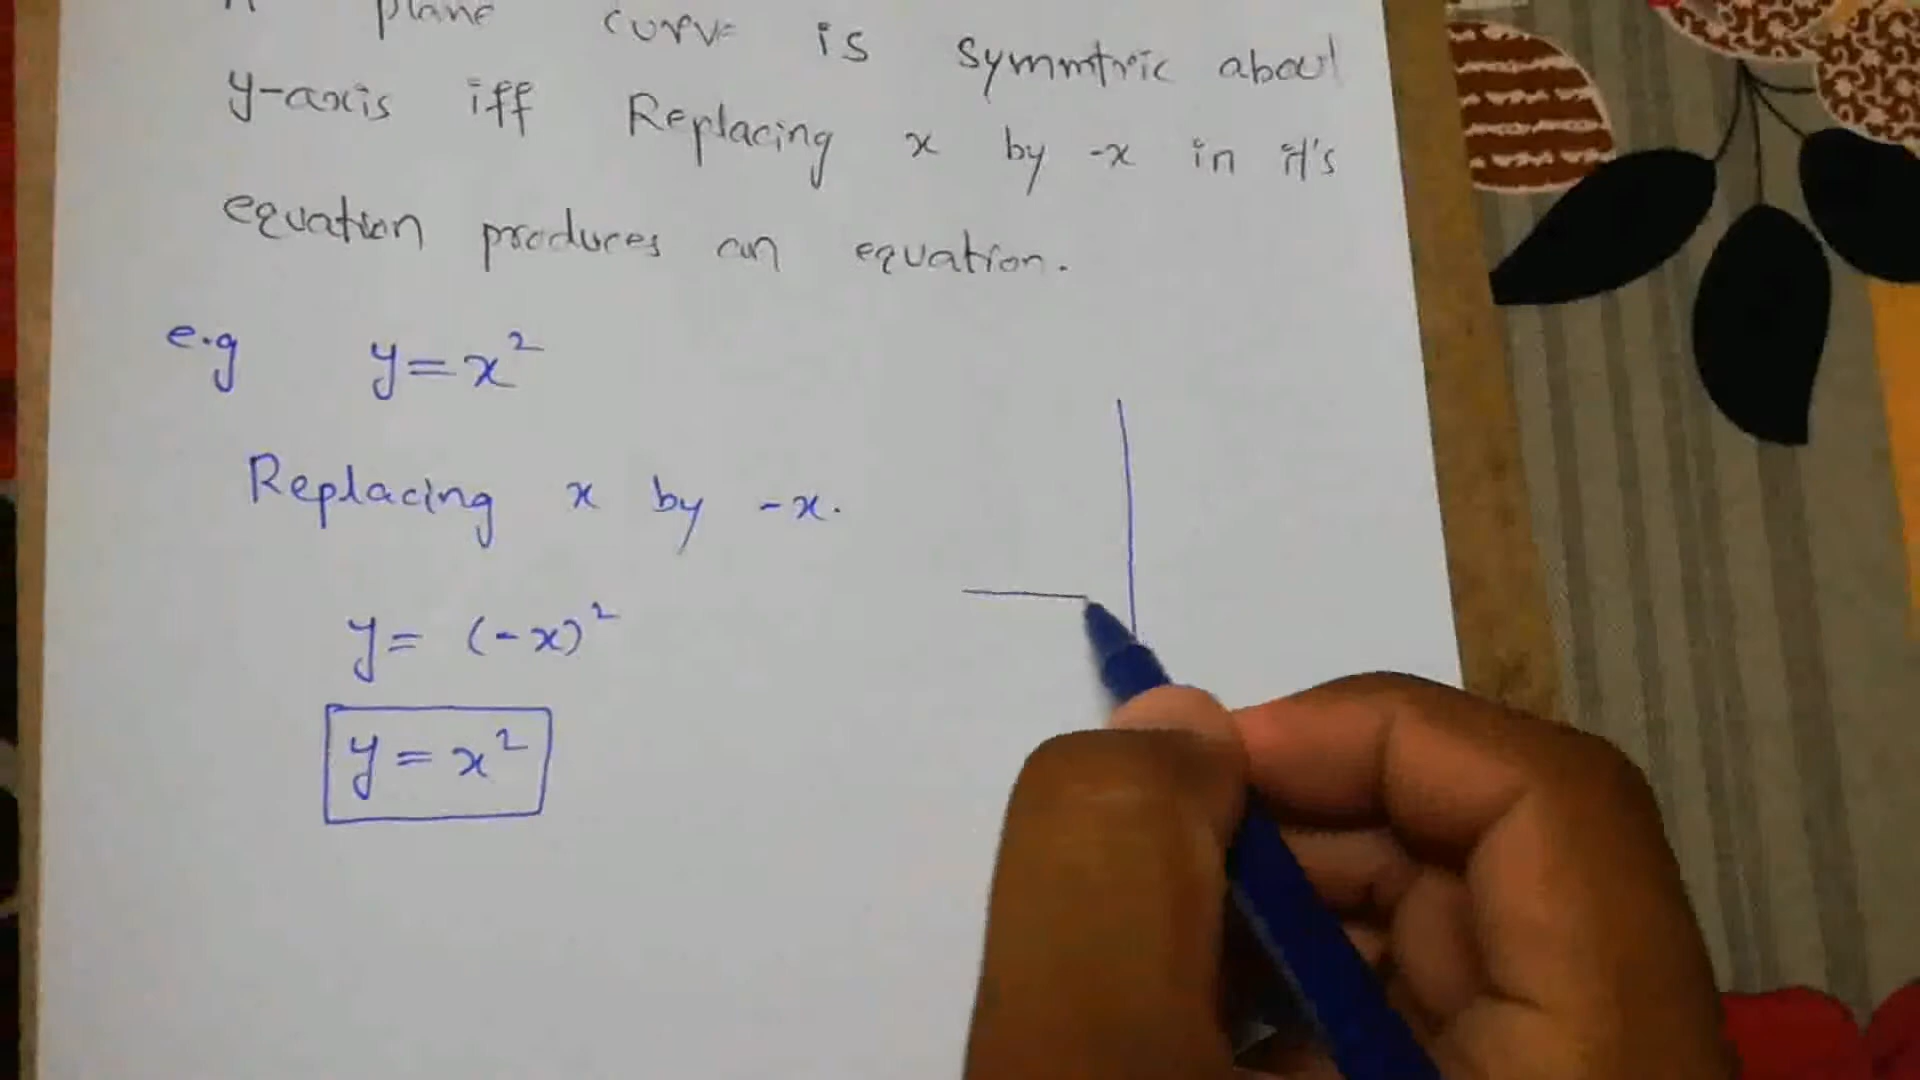 A plane curve is symmtric about
y-axis iff Replacing x by -x in it's
equation produces an equation.
e.g y=x²
Replacing x by -x.
y= (-x)²
y=x²